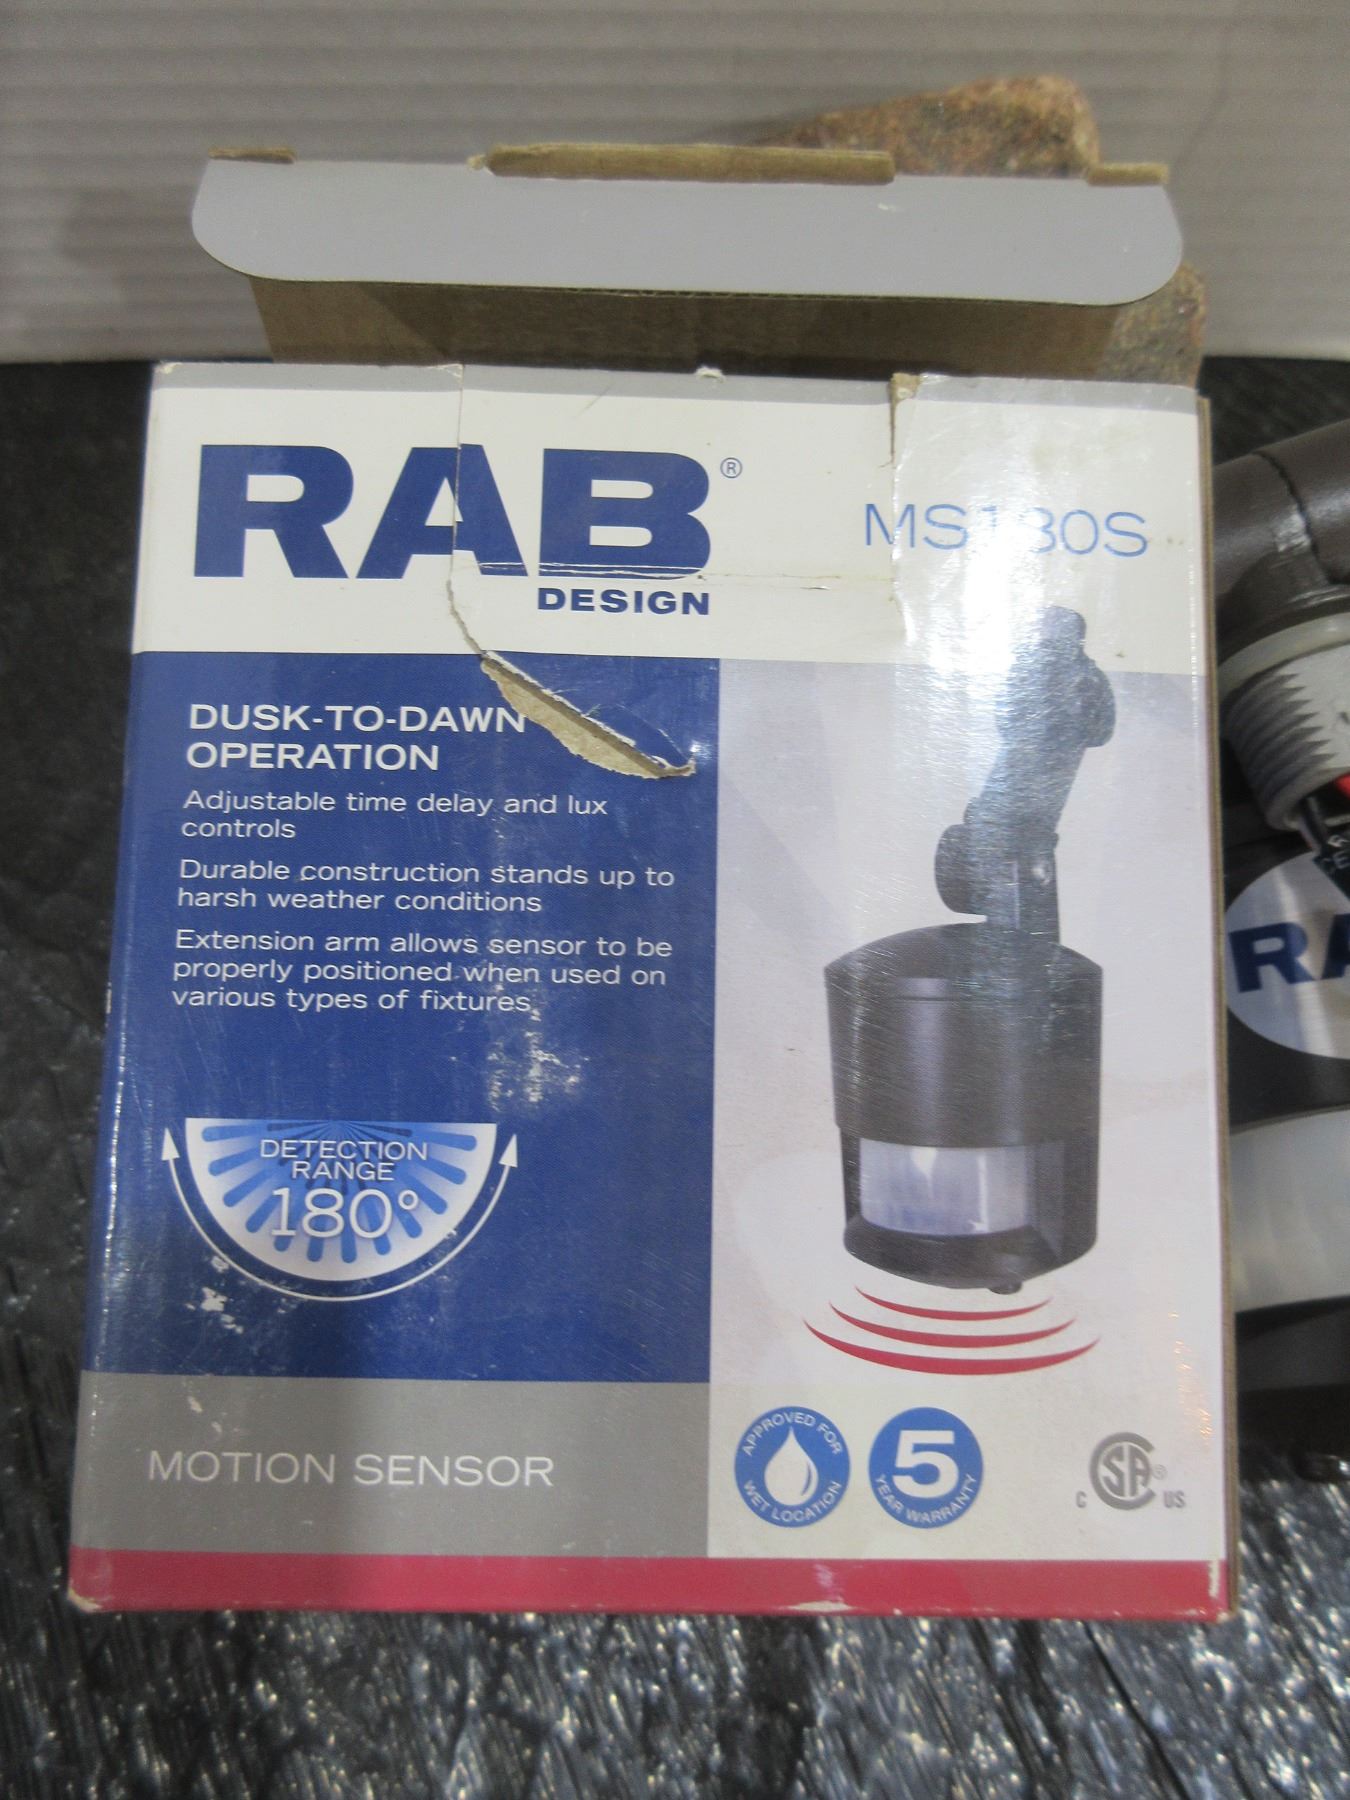 RAB®
DESIGN
MS180S
DUSK-TO-DAWN
OPERATION
Adjustable time delay and lux
controls
Durable construction stands up to
harsh weather conditions
Extension arm allows sensor to be
properly positioned when used on
various types of fixtures.
DETECTION
RANGE
180°
MOTION SENSOR
APPROVED FOR
WET LOCATION
5
YEAR WARRANTY
C SA® US
RA